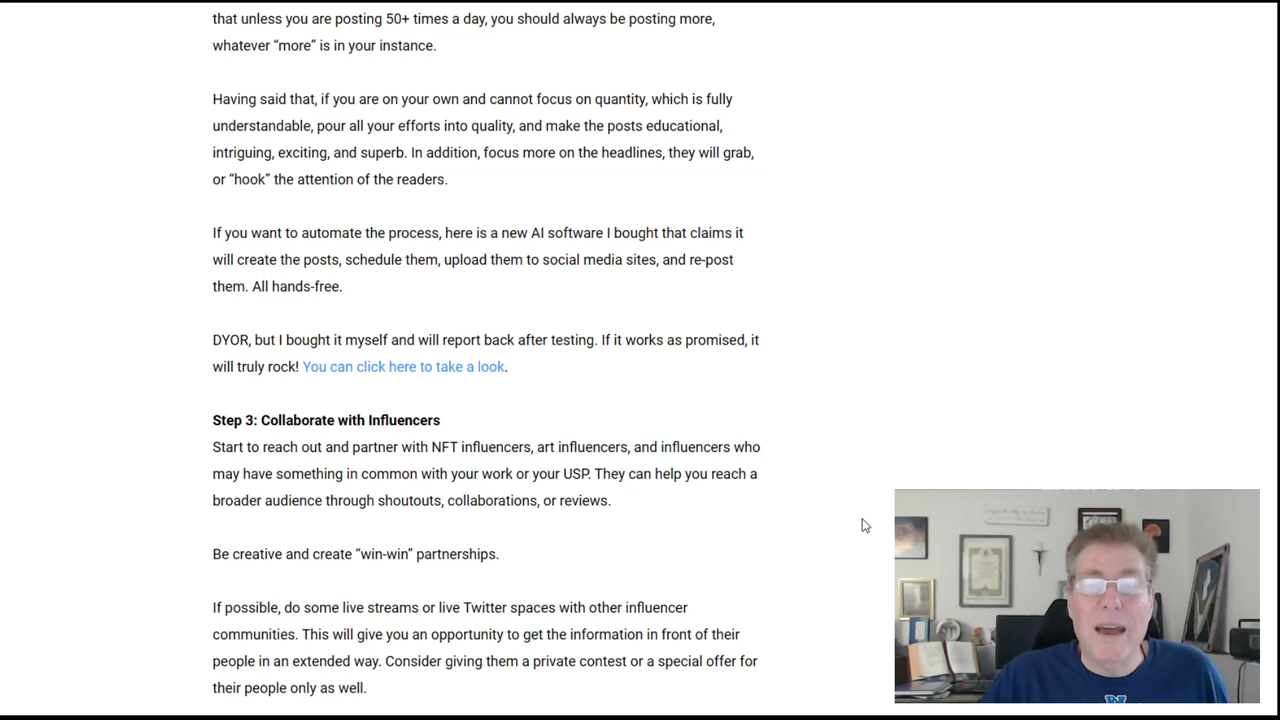 that unless you are posting 50+ times a day, you should always be posting more,
whatever “more” is in your instance.
Having said that, if you are on your own and cannot focus on quantity, which is fully
understandable, pour all your efforts into quality, and make the posts educational,
intriguing, exciting, and superb. In addition, focus more on the headlines, they will grab,
or “hook” the attention of the readers.
If you want to automate the process, here is a new AI software I bought that claims it
will create the posts, schedule them, upload them to social media sites, and re-post
them. All hands-free.
DYOR, but I bought it myself and will report back after testing. If it works as promised, it
will truly rock! You can click here to take a look.
Step 3: Collaborate with Influencers
Start to reach out and partner with NFT influencers, art influencers, and influencers who
may have something in common with your work or your USP. They can help you reach a
broader audience through shoutouts, collaborations, or reviews.
Be creative and create “win-win” partnerships.
If possible, do some live streams or live Twitter spaces with other influencer
communities. This will give you an opportunity to get the information in front of their
people in an extended way. Consider giving them a private contest or a special offer for
their people only as well.